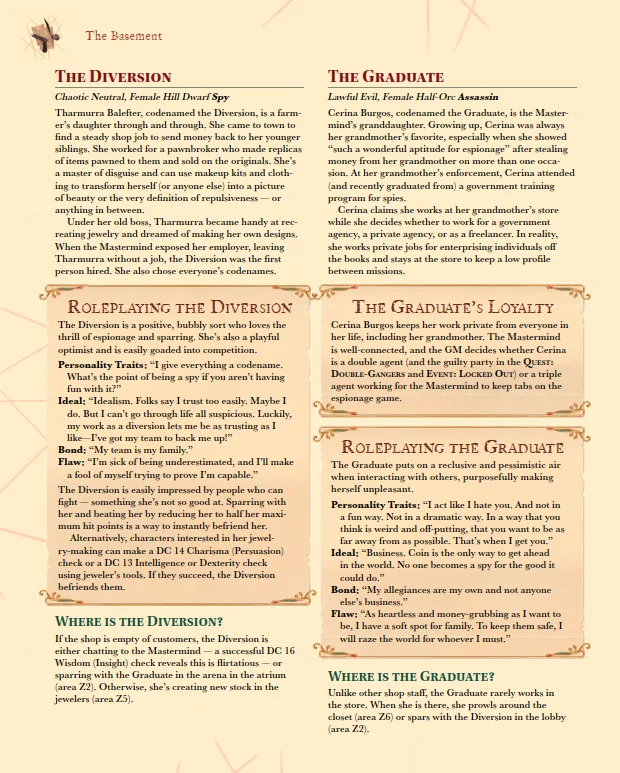 The Basement
The Diversion
Chaotic Neutral, Female Hill Dwarf Spy
Tharmurra Balefter, codenamed the Diversion, is a farm-
er's daughter through and through. She came to town to
find a steady shop job to send money back to her younger
siblings. She worked for a pawnbroker who made replicas
of items pawned to them and sold on the originals. She's
a master of disguise and can use makeup kits and cloth-
ing to transform herself (or anyone else) into a picture
of beauty or the very definition of repulsiveness — or
anything in between.
Under her old boss, Tharmurra became handy at rec-
reating jewelry and dreamed of making her own designs.
When the Mastermind exposed her employer, leaving
Tharmurra without a job, the Diversion was the first
person hired. She also chose everyone's codenames.
Roleplaying the Diversion
The Diversion is a positive, bubbly sort who loves the
thrill of espionage and sparring. She's also a playful
optimist and is easily goaded into competition.
Personality Traits: "I give everything a codename.
What's the point of being a spy if you aren't having
fun with it?"
Ideal: "Idealism. Folks say I trust too easily. Maybe I
do. But I can't go through life all suspicious. Luckily,
my work as a diversion lets me be as trusting as I
like—I've got my team to back me up!"
Bond: "My team is my family."
Flaw: "I'm sick of being underestimated, and I'll make
a fool of myself trying to prove I'm capable."
The Diversion is easily impressed by people who can
fight — something she's not so good at. Sparring with
her and beating her by reducing her to half her maxi-
mum hit points is a way to instantly befriend her.
Alternatively, characters interested in her jewel-
ry-making can make a DC 14 Charisma (Persuasion)
check or a DC 13 Intelligence or Dexterity check
using jeweler's tools. If they succeed, the Diversion
befriends them.
Where is the Diversion?
If the shop is empty of customers, the Diversion is
either chatting to the Mastermind — a successful DC 16
Wisdom (Insight) check reveals this is flirtatious — or
sparring with the Graduate in the arena in the atrium
(area Z2). Otherwise, she's creating new stock in the
jewelers (area Z5).
The Graduate
Lawful Evil, Female Half-Orc Assassin
Cerina Burgos, codenamed the Graduate, is the Master-
mind's granddaughter. Growing up, Cerina was always
her grandmother's favorite, especially when she showed
"such a wonderful aptitude for espionage" after stealing
money from her grandmother on more than one occa-
sion. At her grandmother's enforcement, Cerina attended
(and recently graduated from) a government training
program for spies.
Cerina claims she works at her grandmother's store
while she decides whether to work for a government
agency, a private agency, or as a freelancer. In reality,
she works private jobs for enterprising individuals off
the books and stays at the store to keep a low profile
between missions.
The Graduate's Loyalty
Cerina Burgos keeps her work private from everyone in
her life, including her grandmother. The Mastermind
is well-connected, and the GM decides whether Cerina
is a double agent (and the guilty party in the Quest:
Double-Gangers and Event: Locked Out) or a triple
agent working for the Mastermind to keep tabs on the
espionage game.
Roleplaying the Graduate
The Graduate puts on a reclusive and pessimistic air
when interacting with others, purposefully making
herself unpleasant.
Personality Traits: "I act like I hate you. And not in
a fun way. Not in a dramatic way. In a way that you
think is weird and off-putting, that you want to be as
far away from as possible. That's when I get you."
Ideal: "Business. Coin is the only way to get ahead
in the world. No one becomes a spy for the good it
could do."
Bond: "My allegiances are my own and not anyone
else's business."
Flaw: "As heartless and money-grubbing as I want to
be, I have a soft spot for family. To keep them safe, I
will raze the world for whoever I must."
Where is the Graduate?
Unlike other shop staff, the Graduate rarely works in
the store. When she is there, she prowls around the
closet (area Z6) or spars with the Diversion in the lobby
(area Z2).